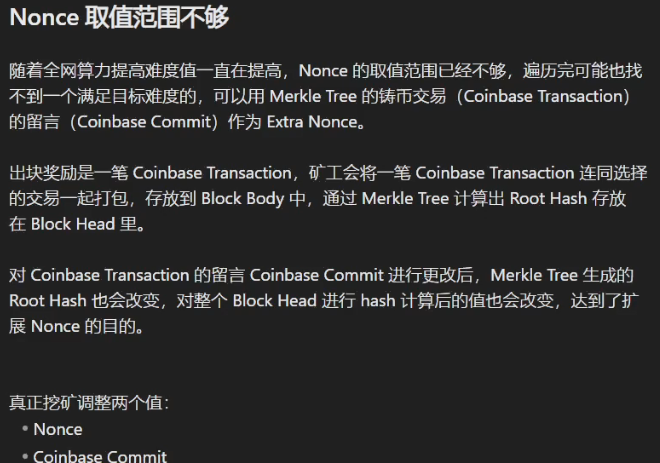 Nonce 取值范围不够
随着全网算力提高难度值一直在提高，Nonce 的取值范围已经不够，遍历完可能也找
不到一个满足目标难度的，可以用 Merkle Tree 的铸币交易（Coinbase Transaction）
的留言（Coinbase Commit）作为 Extra Nonce。
出块奖励是一笔 Coinbase Transaction，矿工会将一笔 Coinbase Transaction 连同选择
的交易一起打包，存放到 Block Body 中，通过 Merkle Tree 计算出 Root Hash 存放
在 Block Head 里。
对 Coinbase Transaction 的留言 Coinbase Commit 进行更改后，Merkle Tree 生成的
Root Hash 也会改变，对整个 Block Head 进行 hash 计算后的值也会改变，达到了扩
展 Nonce 的目的。
真正挖矿调整两个值：
• Nonce
• Coinbase Commit